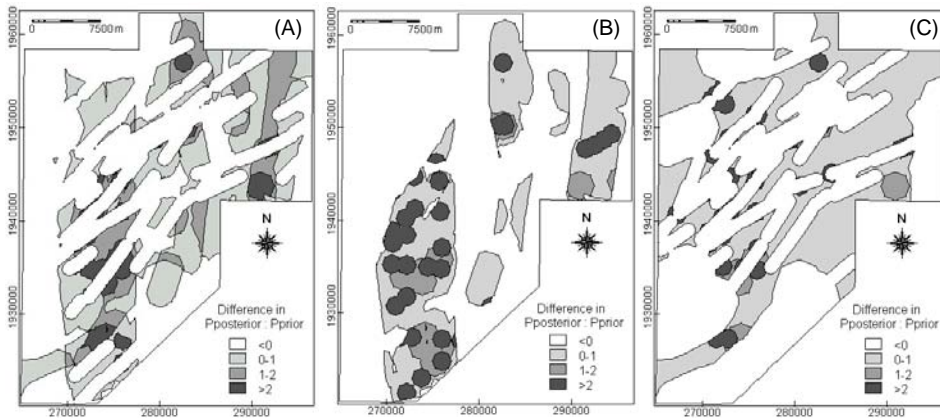 (A)
0 7500 m
1960000
1950000
1940000
1930000
N
Difference in
Pposterior : Pprior
<0
0-1
1-2
>2
270000 280000 290000
(B)
0 7500 m
1960000
1950000
1940000
1930000
N
Difference in
Pposterior : Pprior
<0
0-1
1-2
>2
270000 280000 290000
(C)
0 7500 m
1960000
1950000
1940000
1930000
N
Difference in
Pposterior : Pprior
<0
0-1
1-2
>2
270000 280000 290000